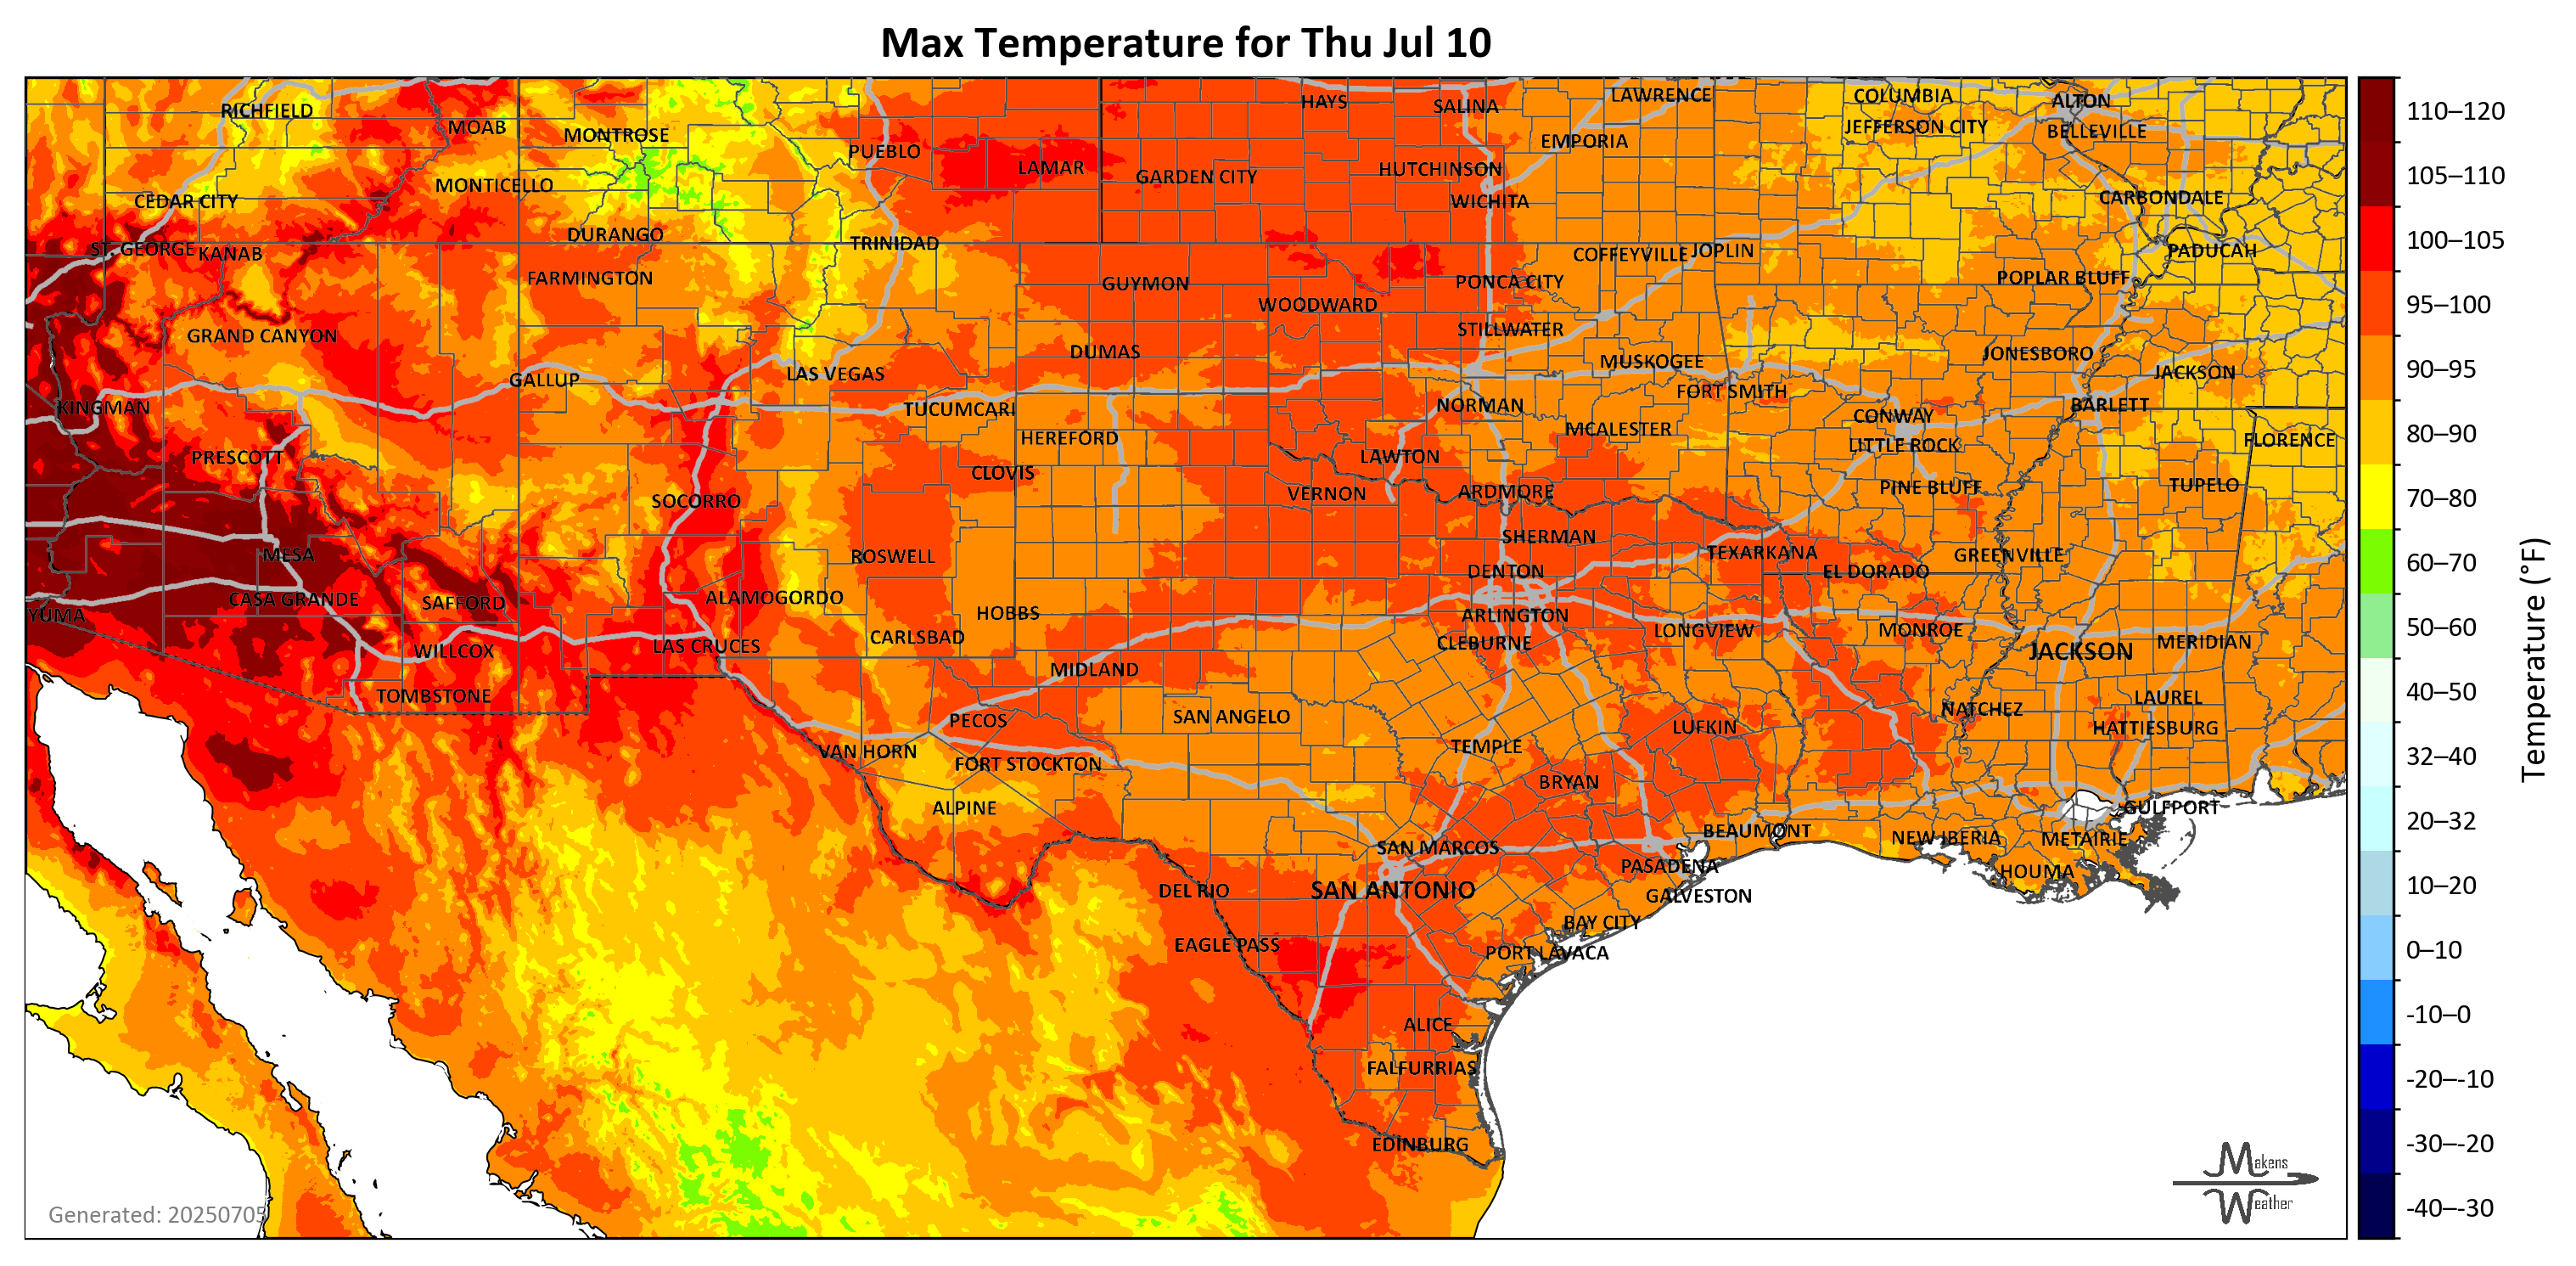 Max Temperature for Thu Jul 10
RICHFIELD
MOAB
MONTROSE
PUEBLO
LAMAR
HAYS
SALINA
LAWRENCE
COLUMBIA
ALTON
EMPORIA
JEFFERSON CITY
BELLEVILLE
MONTICELLO
GARDEN CITY
HUTCHINSON
CEDAR CITY
WICHITA
CARBONDALE
ST. GEORGE
KANAB
DURANGO
TRINIDAD
COFFEYVILLE
JOPLIN
PADUCAH
FARMINGTON
GUYMON
PONCA CITY
POPLAR BLUFF
WOODWARD
GRAND CANYON
STILLWATER
DUMAS
MUSKOGEE
JONESBORO
GALLUP
LAS VEGAS
FORT SMITH
JACKSON
KINGMAN
TUCUMCARI
NORMAN
CONWAY
BARLETT
HEREFORD
MCALESTER
LITTLE ROCK
FLORENCE
PRESCOTT
CLOVIS
LAWTON
SOCORRO
VERNON
ARDMORE
PINE BLUFF
TUPELO
MESA
ROSWELL
SHERMAN
TEXARKANA
GREENVILLE
DENTON
EL DORADO
YUMA
CASA GRANDE
SAFFORD
ALAMOGORDO
HOBBS
ARLINGTON
WILLCOX
LAS CRUCES
CARLSBAD
CLEBURNE
LONGVIEW
MONROE
JACKSON
MERIDIAN
MIDLAND
TOMBSTONE
PECOS
SAN ANGELO
LUFKIN
NATCHEZ
LAUREL
HATTIESBURG
VAN HORN
FORT STOCKTON
TEMPLE
BRYAN
ALPINE
GULFPORT
SAN MARCOS
BEAUMONT
NEW IBERIA
METAIRIE
DEL RIO
SAN ANTONIO
PASADENA
HOUMA
GALVESTON
EAGLE PASS
BAY CITY
PORT LAVACA
ALICE
FALFURRIAS
EDINBURG
Generated: 20250705
Makens
Weather
110–120
105–110
100–105
95–100
90–95
80–90
70–80
60–70
50–60
40–50
32–40
20–32
10–20
0–10
-10–0
-20–-10
-30–-20
-40–-30
Temperature (°F)